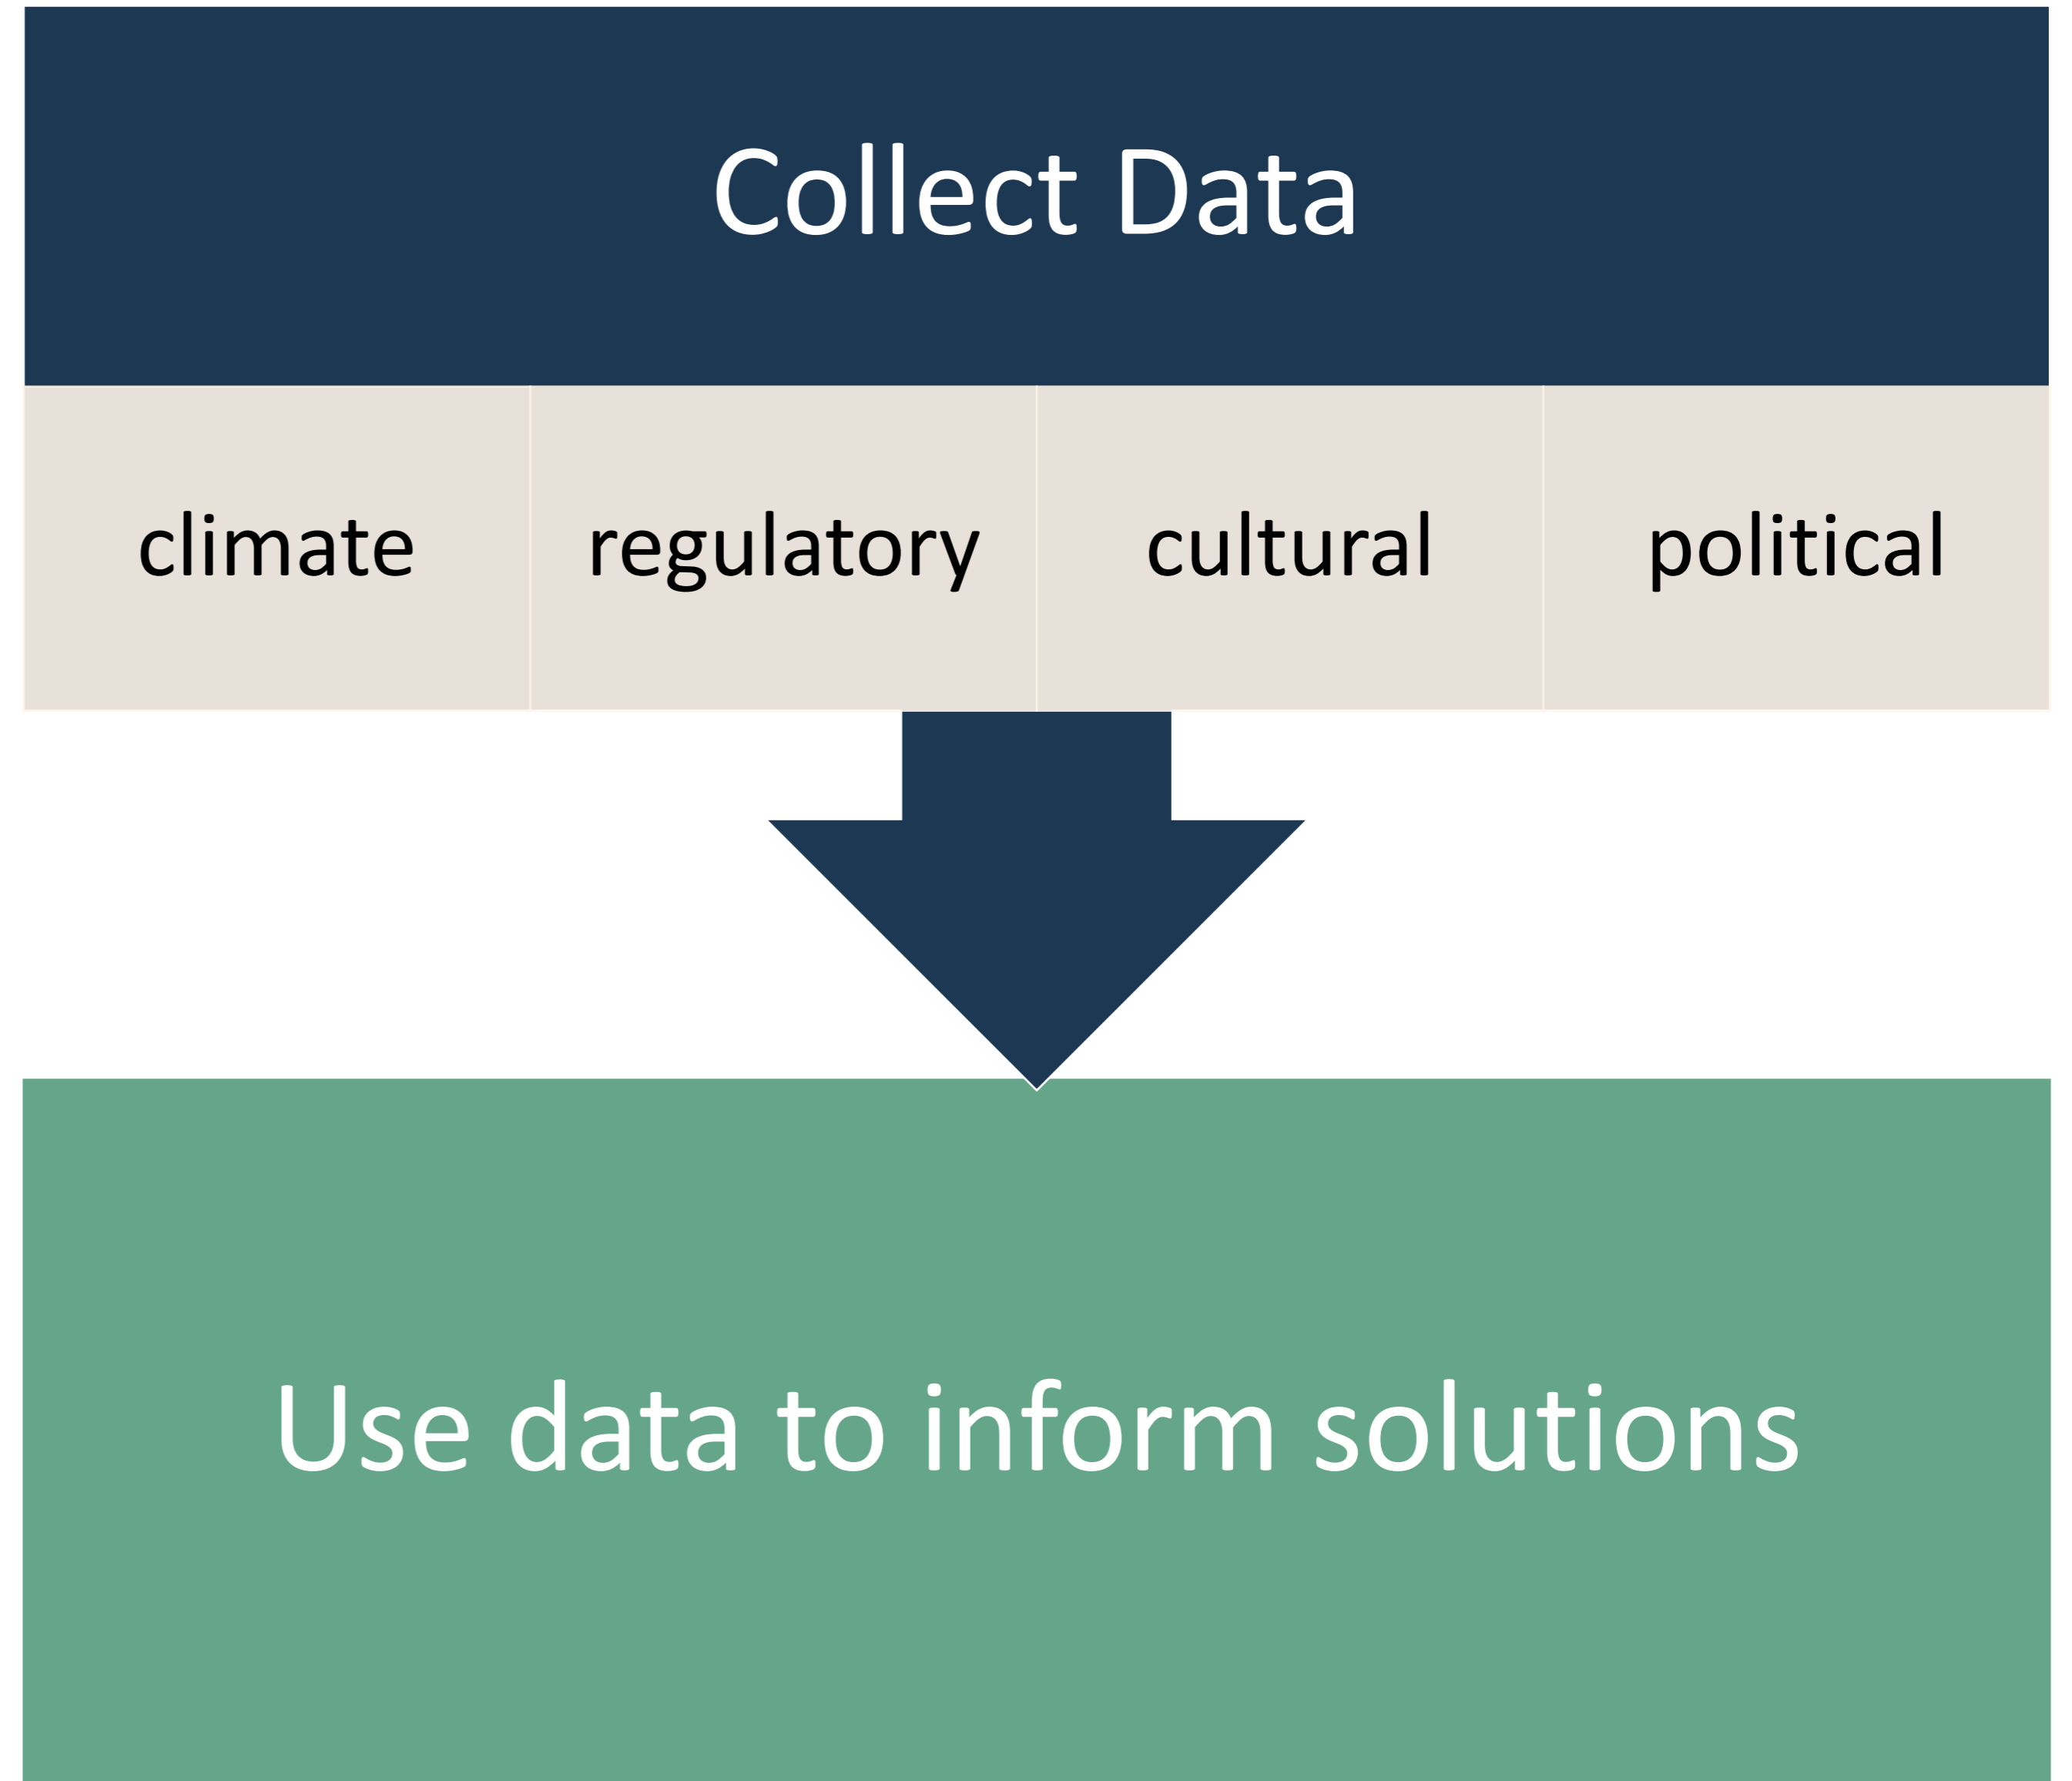 Collect Data
climate regulatory cultural political
Use data to inform solutions